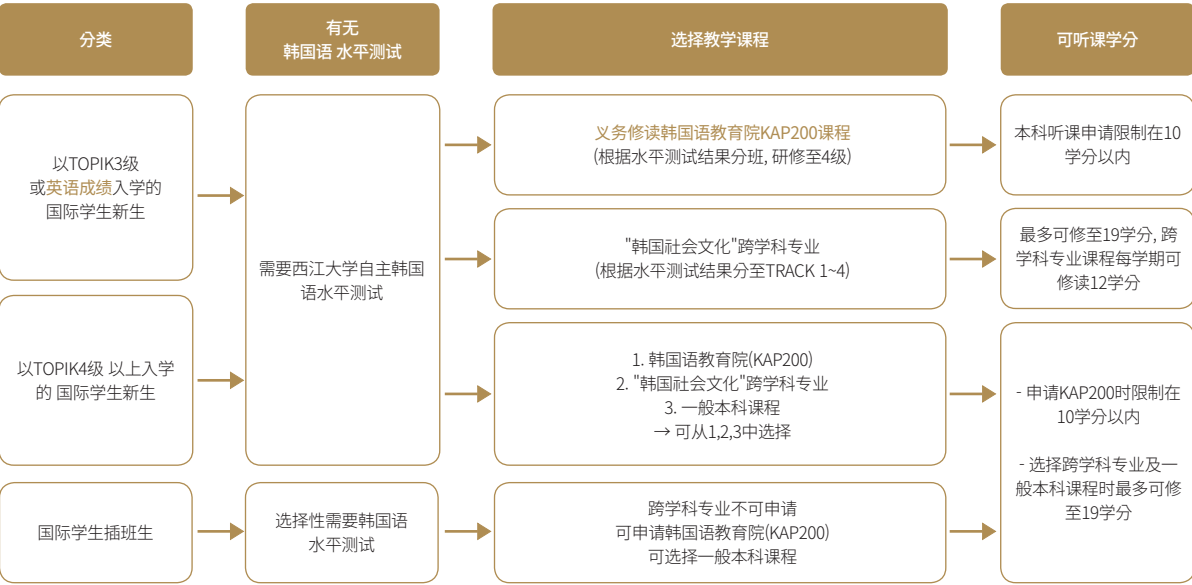 分类
有无
韩国语 水平测试
选择教学课程
可听课学分
以TOPIK3级
或英语成绩入学的
国际学生新生
以TOPIK4级 以上入学
的 国际学生新生
国际学生插班生
需要西江大学自主韩国
语水平测试
选择性需要韩国语
水平测试
义务修读韩国语教育院KAP200课程
(根据水平测试结果分班, 研修至4级)
"韩国社会文化"跨学科专业
(根据水平测试结果分至TRACK 1~4)
1. 韩国语教育院(KAP200)
2. "韩国社会文化"跨学科专业
3. 一般本科课程
→ 可从1,2,3中选择
跨学科专业不可申请
可申请韩国语教育院(KAP200)
可选择一般本科课程
本科听课申请限制在10
学分以内
最多可修至19学分, 跨
学科专业课程每学期可
修读12学分
- 申请KAP200时限制在
10学分以内
- 选择跨学科专业及一
般本科课程时最多可修
至19学分